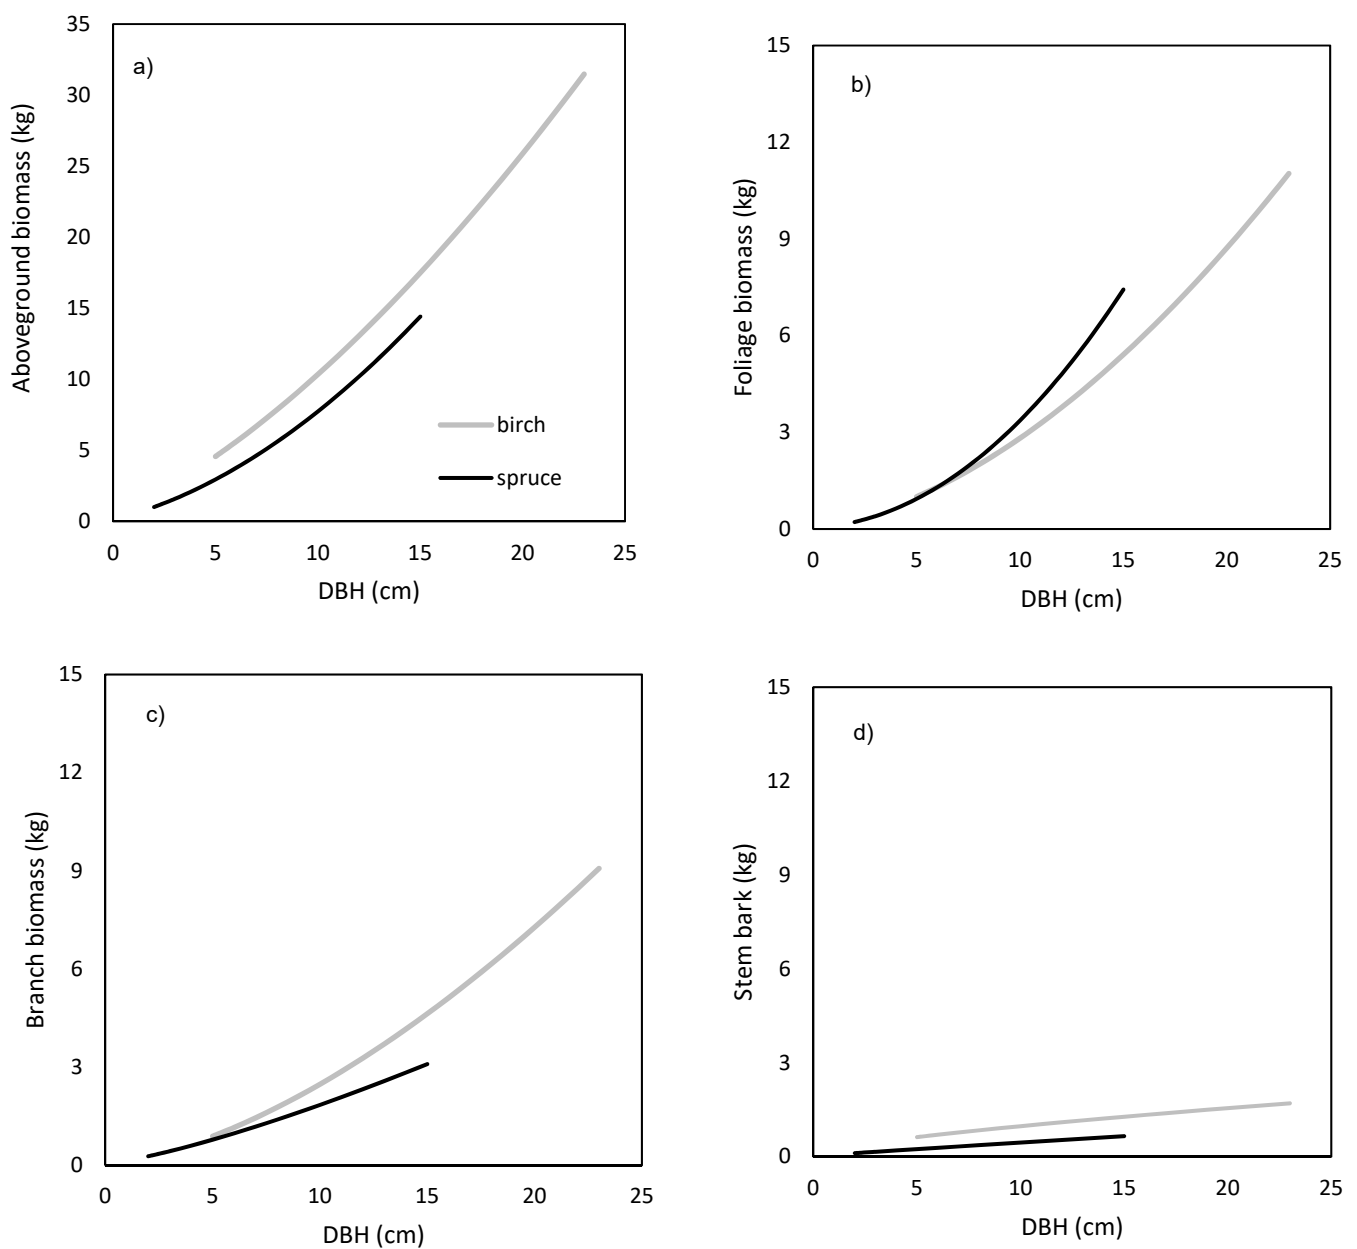 35
30
25
20
15
10
5
0
Aboveground biomass (kg)
a)
birch
spruce
0 5 10 15 20 25
DBH (cm)
15
12
9
6
3
0
Foliage biomass (kg)
b)
0 5 10 15 20 25
DBH (cm)
15
12
9
6
3
0
Branch biomass (kg)
c)
0 5 10 15 20 25
DBH (cm)
15
12
9
6
3
0
Stem bark (kg)
d)
0 5 10 15 20 25
DBH (cm)